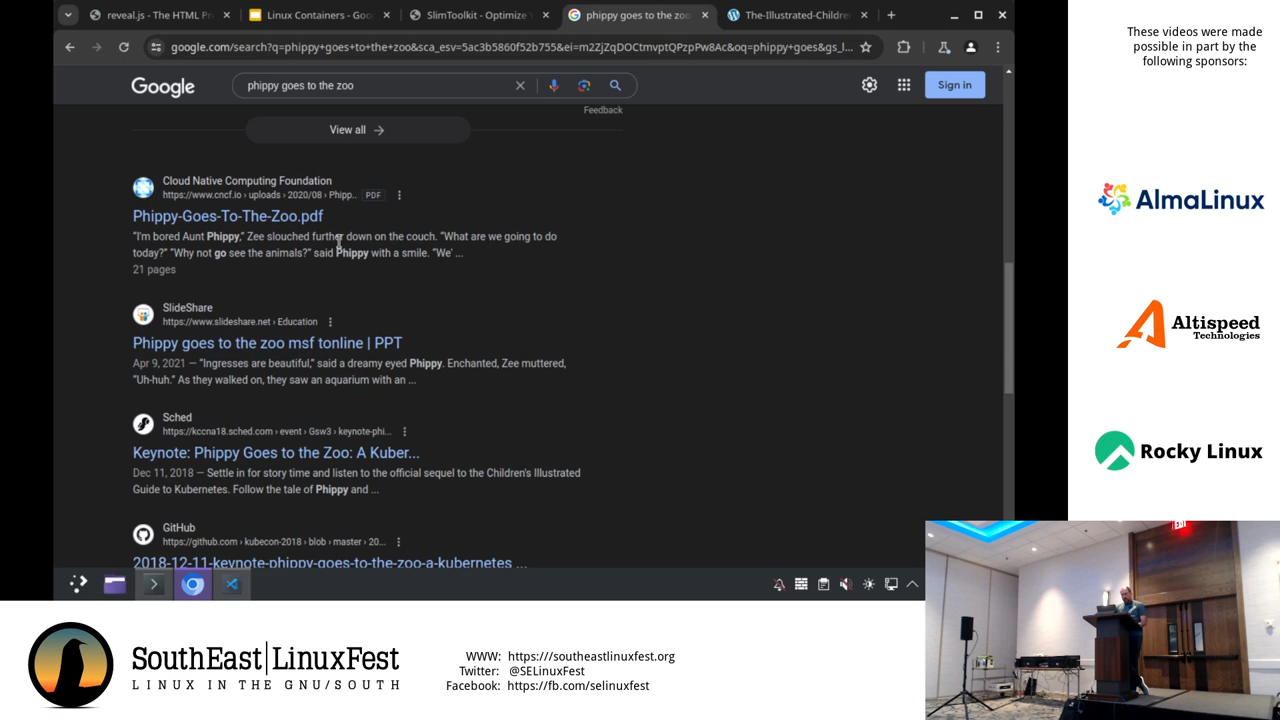 reveal.js - The HTML Pr
Linux Containers - Goo
SlimToolkit - Optimize Y
phippy goes to the zoo
The-Illustrated-Childre
google.com/search?q=phippy+goes+to+the+zoo&sca_esv=5ac3b5860f52b755&ei=m2ZjZqDOCtmvptQPzpPw8Ac&oq=phippy+goes&gs_l...
Google
phippy goes to the zoo
Sign in
Feedback
View all
Cloud Native Computing Foundation
https://www.cncf.io › uploads › 2020/08 › Phipp.. PDF
Phippy-Goes-To-The-Zoo.pdf
"I'm bored Aunt Phippy," Zee slouched further down on the couch. "What are we going to do
today?" "Why not go see the animals?" said Phippy with a smile. "We' ...
21 pages
SlideShare
https://www.slideshare.net › Education
Phippy goes to the zoo msf tonline | PPT
Apr 9, 2021 — "Ingresses are beautiful," said a dreamy eyed Phippy. Enchanted, Zee muttered,
"Uh-huh." As they walked on, they saw an aquarium with an ...
Sched
https://kccna18.sched.com › event › Gsw3 › keynote-phi...
Keynote: Phippy Goes to the Zoo: A Kuber...
Dec 11, 2018 — Settle in for story time and listen to the official sequel to the Children's Illustrated
Guide to Kubernetes. Follow the tale of Phippy and ...
GitHub
https://github.com › kubecon-2018 › blob › master › 20...
2018-12-11-keynote-phippy-goes-to-the-zoo-a-kubernetes ...
These videos were made
possible in part by the
following sponsors:
AlmaLinux
Altispeed
Technologies
Rocky Linux
EXIT
SouthEast LinuxFest
LINUX IN THE GNU/SOUTH
WWW: https:///southeastlinuxfest.org
Twitter: @SELinuxFest
Facebook: https://fb.com/selinuxfest